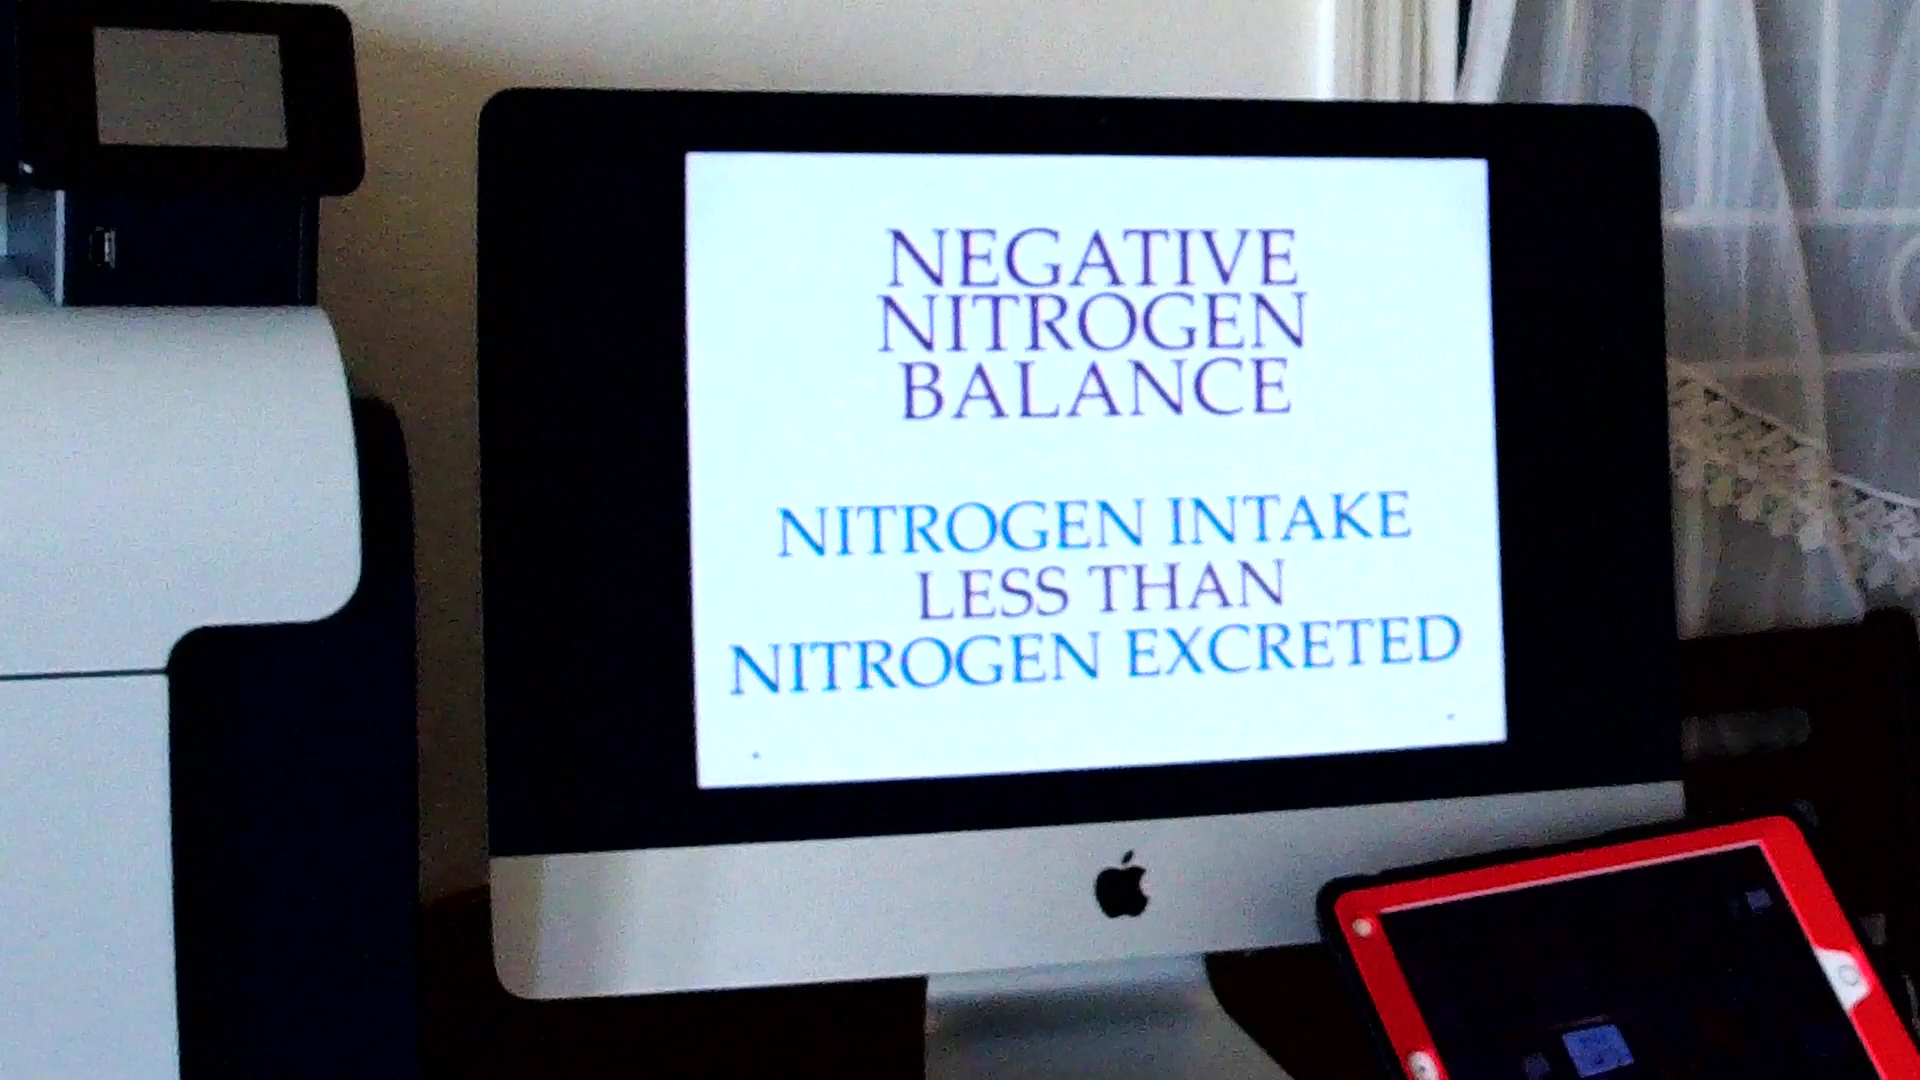 NEGATIVE
NITROGEN
BALANCE
NITROGEN INTAKE
LESS THAN
NITROGEN EXCRETED